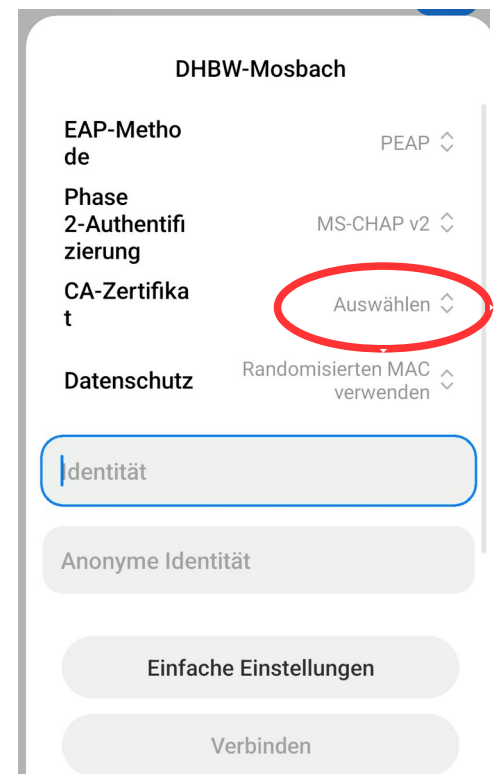 DHBW-Mosbach
EAP-Metho
de
PEAP
Phase
2-Authentifi
zierung
MS-CHAP v2
CA-Zertifika
t
Auswählen
Datenschutz
Randomisierten MAC
verwenden
Identität
Anonyme Identität
Einfache Einstellungen
Verbinden